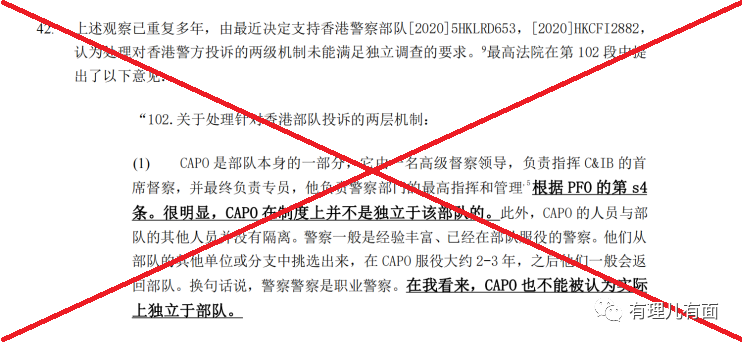 42. 上述观察已重复多年，由最近决定支持香港警察部队[2020]5HKLRD653，[2020]HKCFI2882，
认为处理对香港警方投诉的两级机制未能满足独立调查的要求。9最高法院在第 102 段中提
出了以下意见：
“102.关于处理针对香港部队投诉的两层机制：
(1) CAPO 是部队本身的一部分，它由一名高级督察领导，负责指挥 C&IB 的首
席督察，并最终负责专员，他负责警察部门的最高指挥和管理.5根据 PFO 的第 s4
条。很明显，CAPO 在制度上并不是独立于该部队的。此外，CAPO 的人员与部
队的其他人员并没有隔离。警察一般是经验丰富、已经在部队服役的警察。他们从
部队的其他单位或分支中挑选出来，在 CAPO 服役大约 2-3 年，之后他们一般会返
回部队。换句话说，警察警察是职业警察。在我看来，CAPO 也不能被认为实际
上独立于部队。
有理儿有面